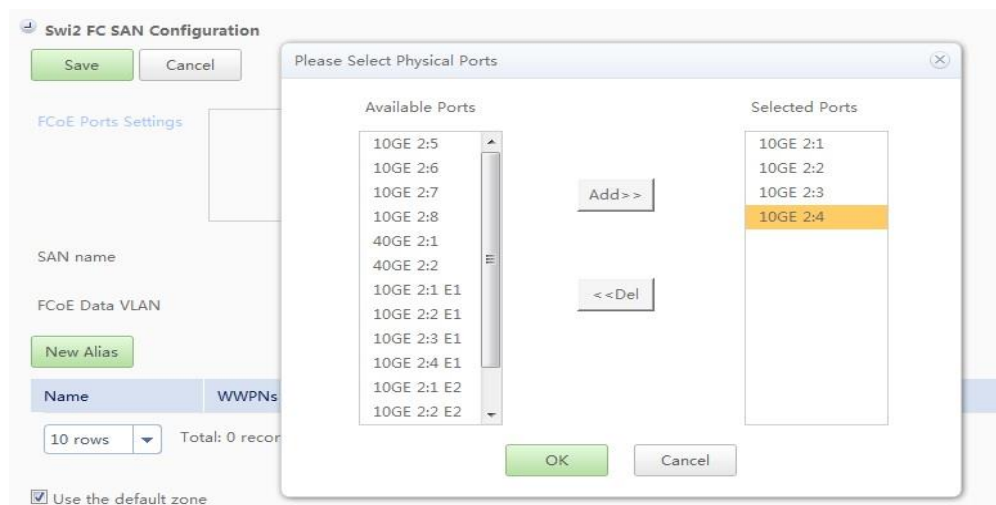 Swi2 FC SAN Configuration
Save
Cancel
FCoE Ports Settings
SAN name
FCoE Data VLAN
New Alias
Name
WWPNs
10 rows
Total: 0 recor
Use the default zone
Please Select Physical Ports
Available Ports
10GE 2:5
10GE 2:6
10GE 2:7
10GE 2:8
40GE 2:1
40GE 2:2
10GE 2:1 E1
10GE 2:2 E1
10GE 2:3 E1
10GE 2:4 E1
10GE 2:1 E2
10GE 2:2 E2
Add>>
<<Del
Selected Ports
10GE 2:1
10GE 2:2
10GE 2:3
10GE 2:4
OK
Cancel